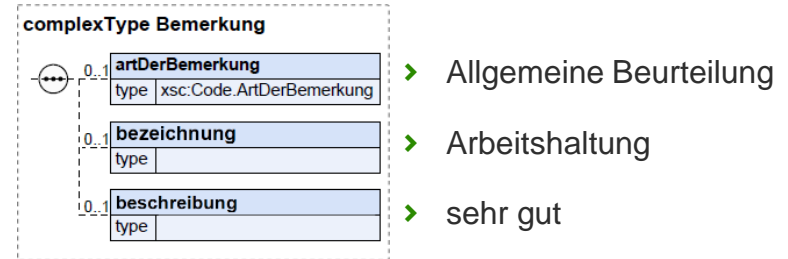 complexType Bemerkung
0..1 artDerBemerkung
type xsc:Code.ArtDerBemerkung
Allgemeine Beurteilung
0..1 bezeichnung
type
Arbeitshaltung
0..1 beschreibung
type
sehr gut